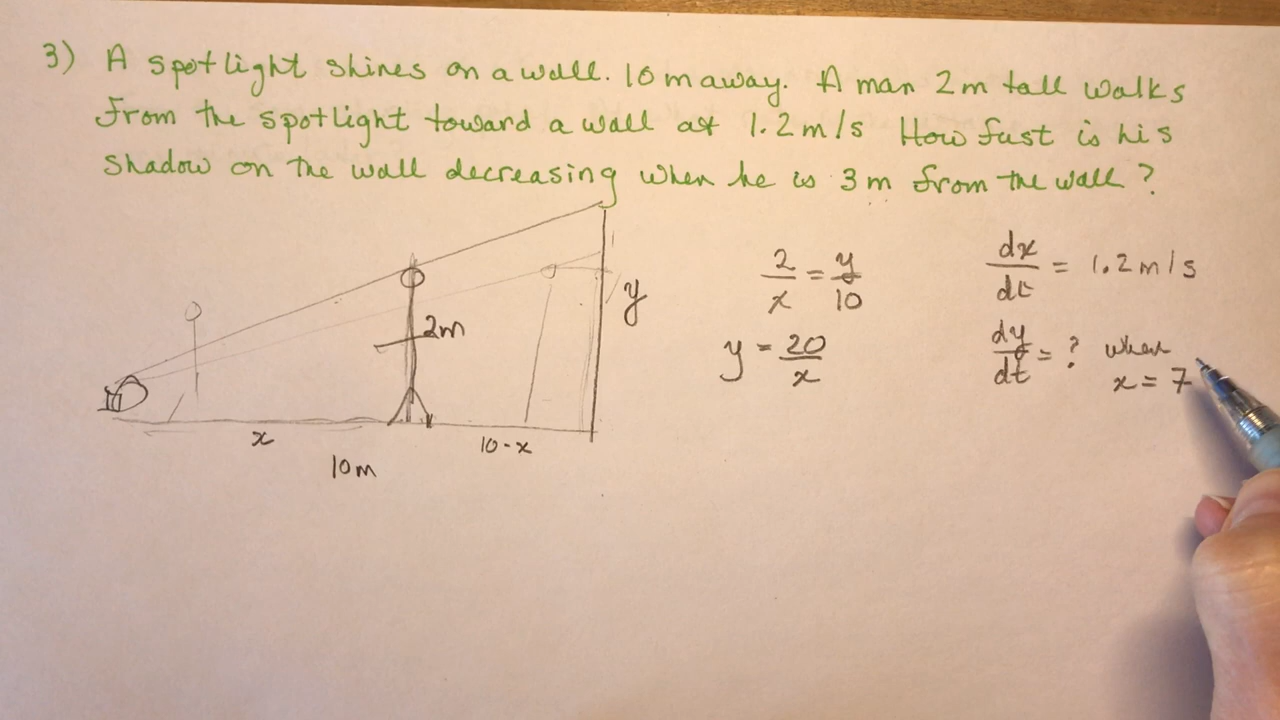 3) A spotlight shines on a wall. 10 m away. A man 2 m tall walks
from the spotlight toward a wall at 1.2 m/s How fast is his
shadow on the wall decreasing when he is 3 m from the wall?
2m
y
x
10-x
10m
2/x = y/10
y = 20/x
dx/dt = 1.2 m/s
dy/dt = ? when
x = 7